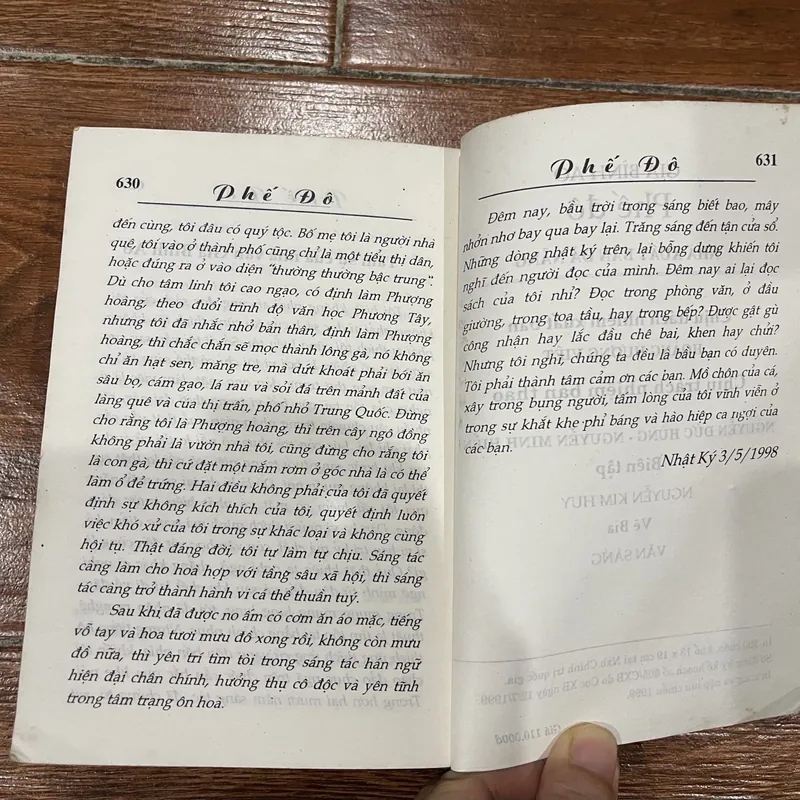 630
Phế Đô
đến cùng, tôi đâu có quý tộc. Bố mẹ tôi là người nhà
quê, tôi vào ở thành phố cũng chỉ là một tiểu thị dân,
hoặc đúng ra ở vào diện "thường thường bậc trung".
Dù cho tâm linh tôi cao ngạo, có định làm Phượng
hoàng, theo đuổi trình độ văn học Phương Tây,
nhưng tôi đã nhắc nhở bản thân, định làm Phượng
hoàng, thì chắc chắn sẽ mọc thành lông gà, nó không
chỉ ăn hạt sen, măng tre, mà dứt khoát phải bới ăn
sâu bọ, cám gạo, lá rau và sỏi đá trên mảnh đất của
làng quê và của thị trấn, phố nhỏ Trung Quốc. Đừng
cho rằng tôi là Phượng hoàng, thì trên cây ngô đồng
không phải là vườn nhà tôi, cũng đừng cho rằng tôi
là con gà, thì cứ đặt một nắm rơm ở góc nhà là có thể
làm ổ đẻ trứng. Hai điều không phải của tôi đã quyết
định sự không kích thích của tôi, quyết định luôn
việc khó xử của tôi trong sự khác loại và không cùng
hội tụ. Thật đáng đời, tôi tự làm tự chịu. Sáng tác
càng làm cho hoà hợp với tầng sâu xã hội, thì sáng
tác càng trở thành hành vi cá thể thuần tuý.
Sau khi đã được no ấm có cơm ăn áo mặc, tiếng
vỗ tay và hoa tươi mưu đồ xong rồi, không còn mưu
đồ nữa, thì yên trí tìm tòi trong sáng tác hán ngữ
hiện đại chân chính, hưởng thụ cô độc và yên tĩnh
trong tâm trạng ôn hoà.
Phế Đô
631
Đêm nay, bầu trời trong sáng biết bao, mây
nhởn nhơ bay qua bay lại. Trăng sáng đến tận cửa sổ.
Những dòng nhật ký trên, lại bỗng dưng khiến tôi
nghĩ đến người đọc của mình. Đêm nay ai lại đọc
sách của tôi nhỉ? Đọc trong phòng văn, ở đầu
giường, trong toa tầu, hay trong bếp? Được gật gù
công nhận hay lắc đầu chê bai, khen hay chửi?
Nhưng tôi nghĩ, chúng ta đều là bầu bạn có duyên.
Tôi phải thành tâm cảm ơn các bạn. Mồ chôn của cá,
xây trong bụng người, tấm lòng của tôi vĩnh viễn ở
trong sự khắt khe phỉ báng và hào hiệp ca ngợi của
các bạn.
Nhật Ký 3/5/1998